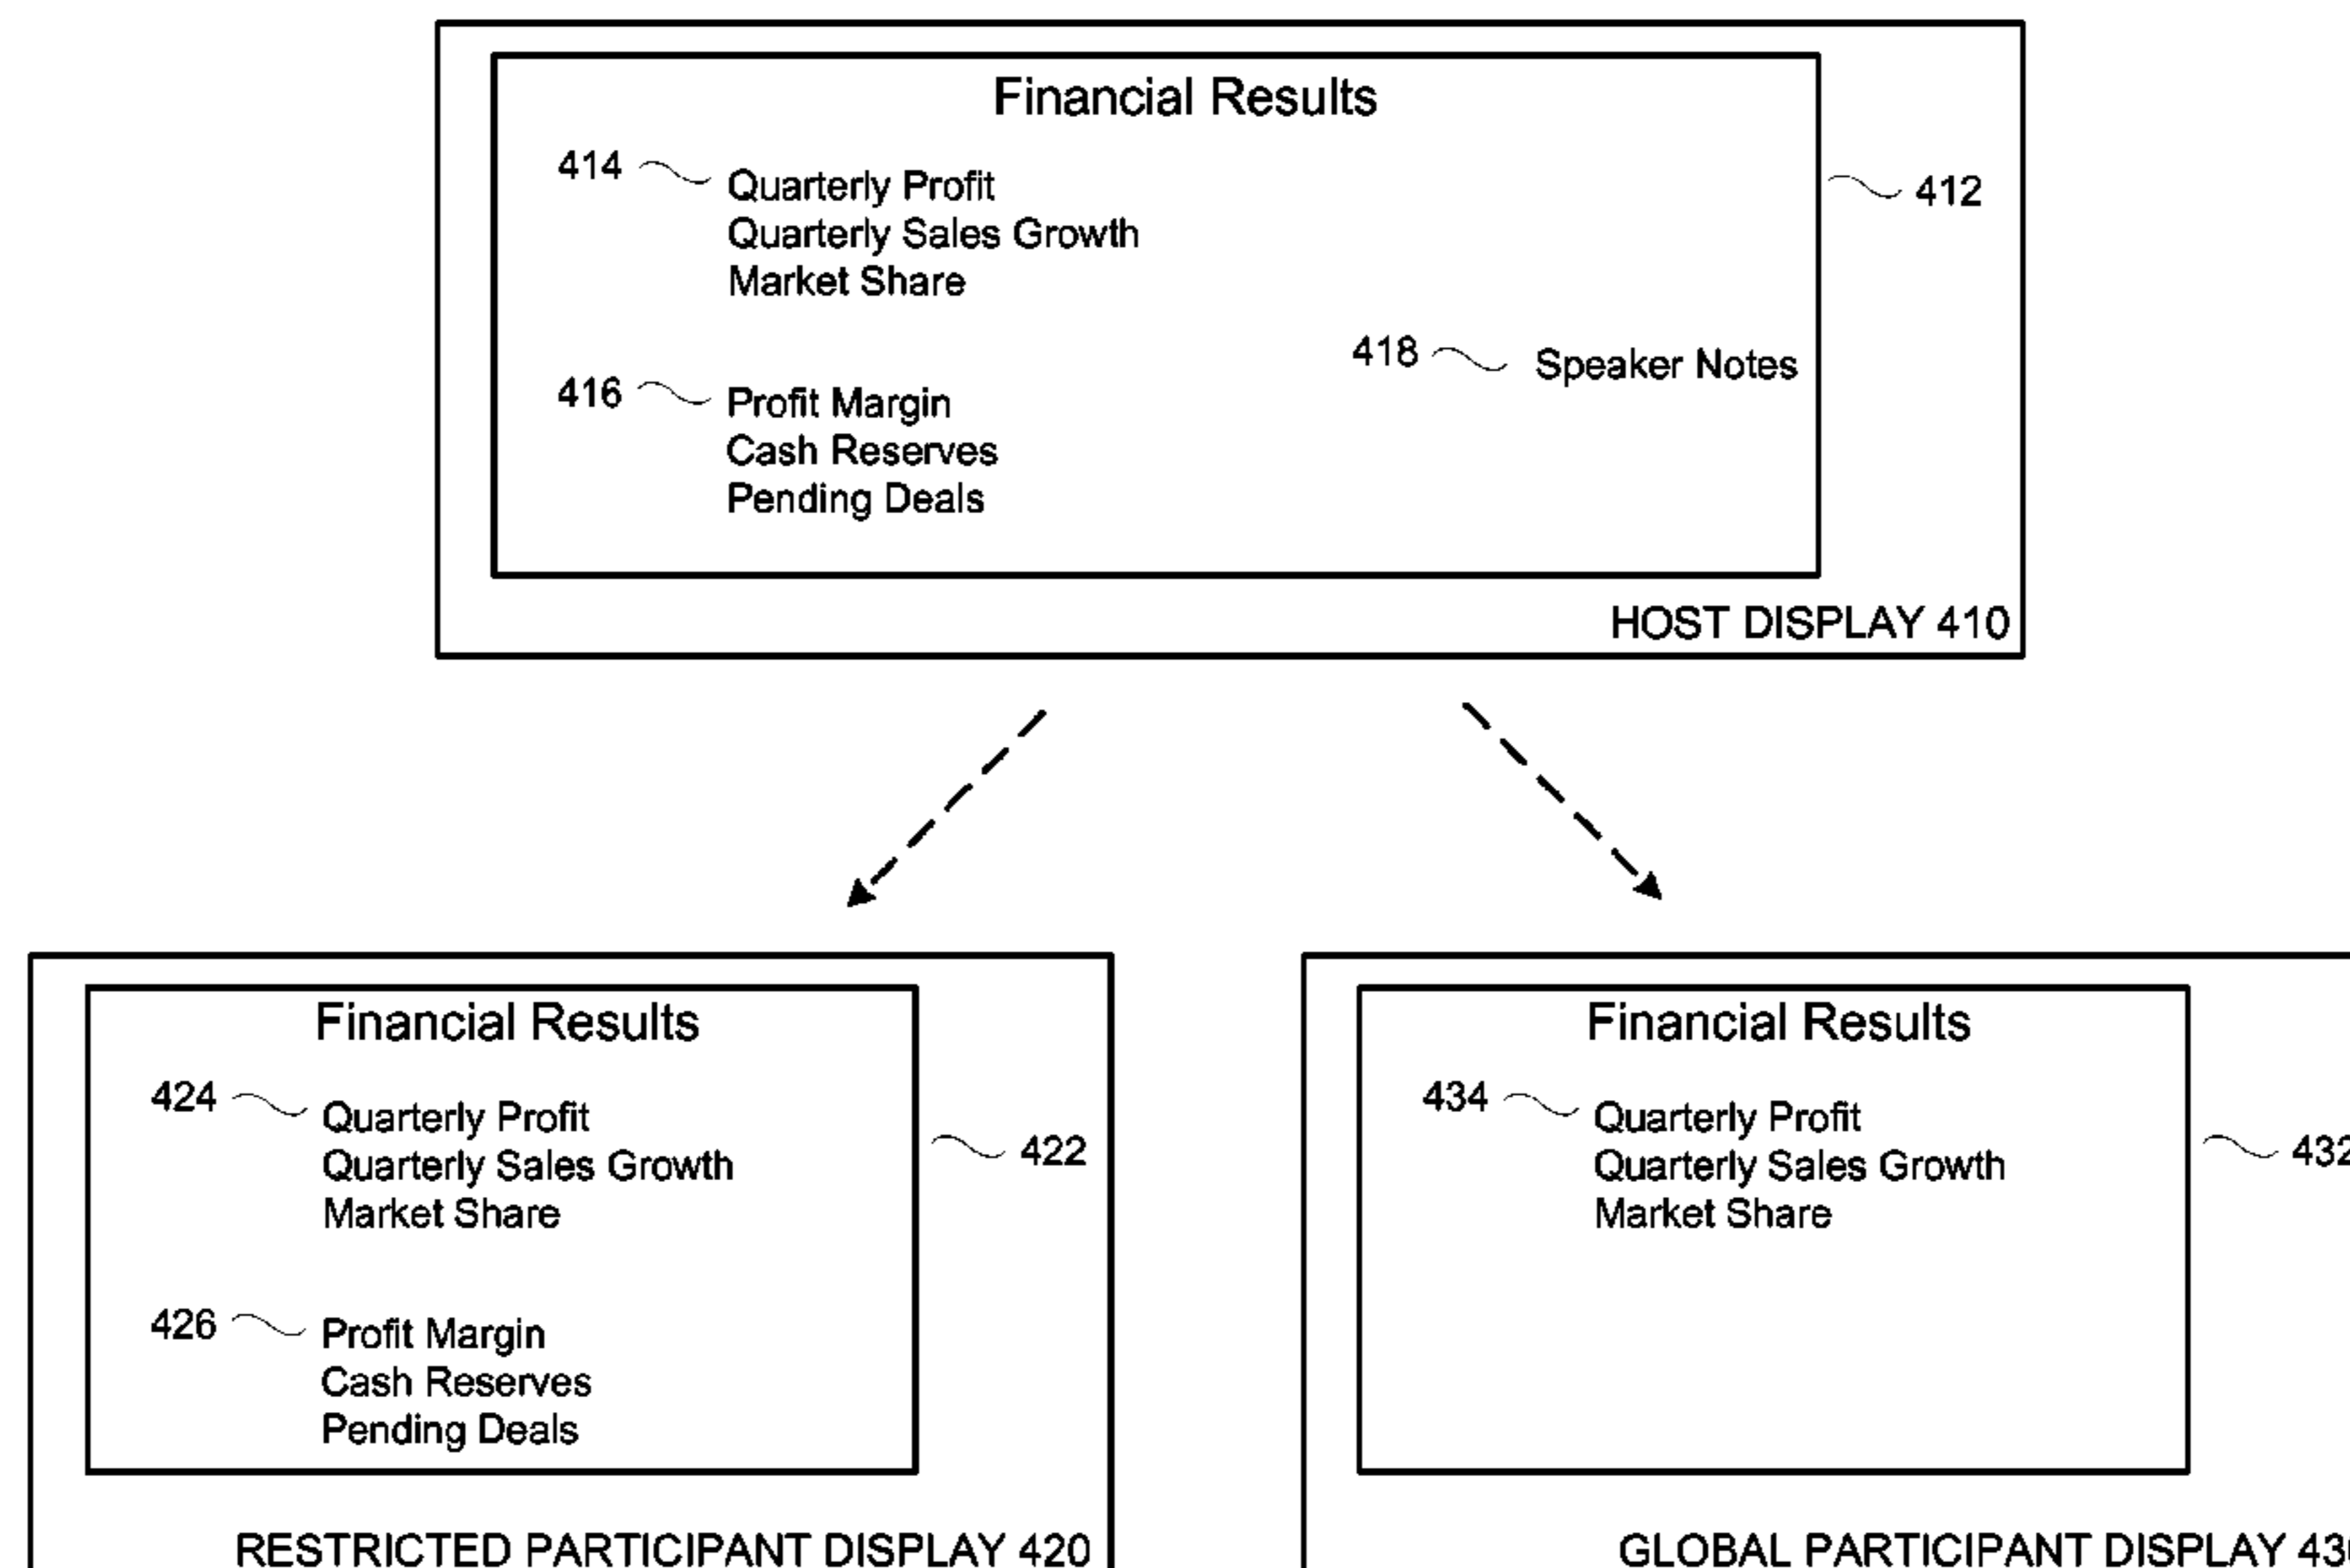 Financial Results
414 Quarterly Profit
Quarterly Sales Growth
Market Share
412
418 Speaker Notes
416 Profit Margin
Cash Reserves
Pending Deals
HOST DISPLAY 410
Financial Results
424 Quarterly Profit
Quarterly Sales Growth
Market Share
422
426 Profit Margin
Cash Reserves
Pending Deals
RESTRICTED PARTICIPANT DISPLAY 420
Financial Results
434 Quarterly Profit
Quarterly Sales Growth
Market Share
432
GLOBAL PARTICIPANT DISPLAY